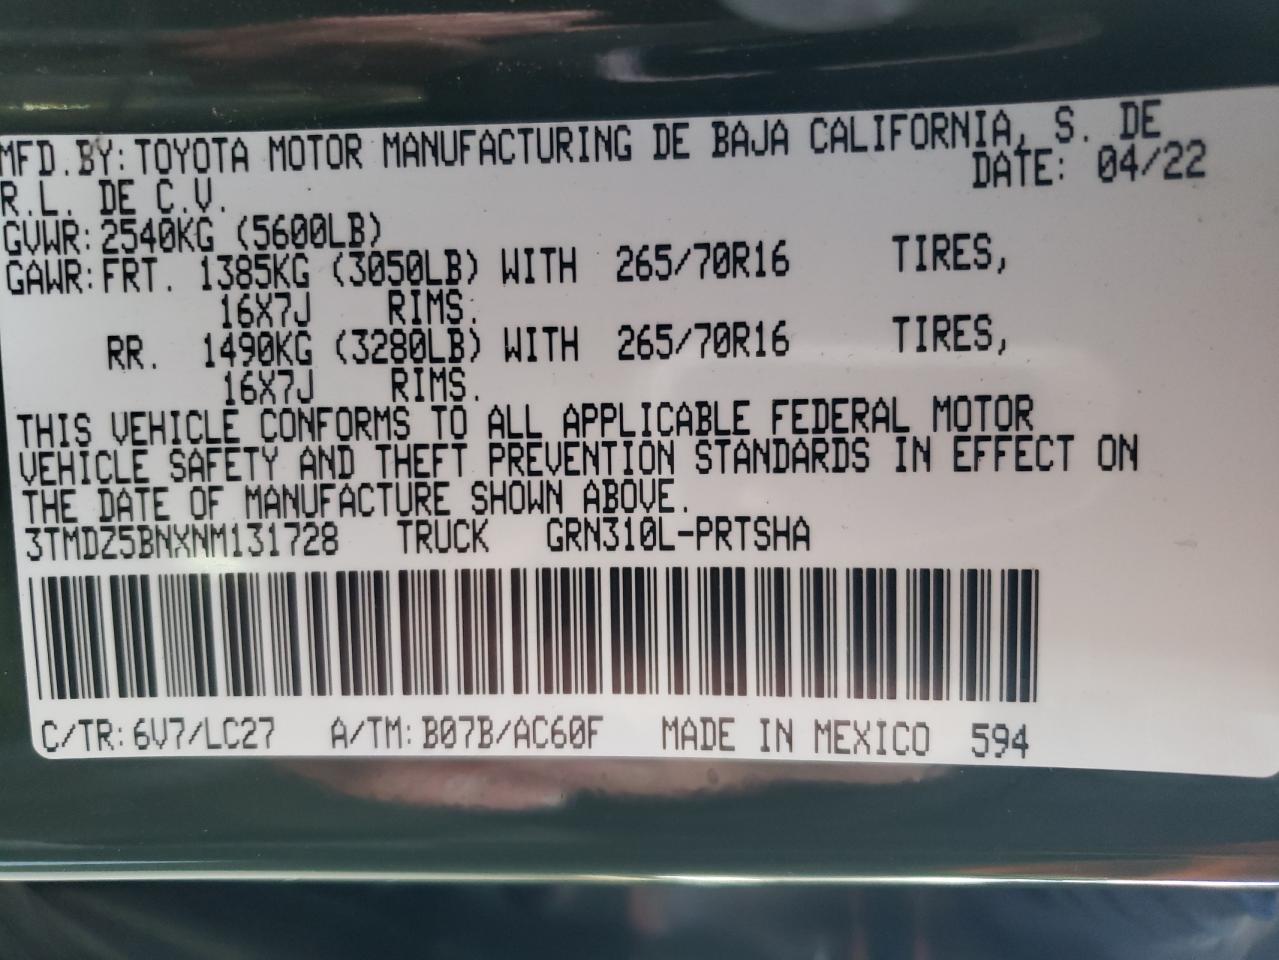 MFD.BY:TOYOTA MOTOR MANUFACTURING DE BAJA CALIFORNIA, S. DE
R.L. DE C.V. DATE: 04/22
GVWR:2540KG (5600LB)
GAWR:FRT. 1385KG (3050LB) WITH 265/70R16 TIRES,
16X7J RIMS.
RR. 1490KG (3280LB) WITH 265/70R16 TIRES,
16X7J RIMS.
THIS VEHICLE CONFORMS TO ALL APPLICABLE FEDERAL MOTOR
VEHICLE SAFETY AND THEFT PREVENTION STANDARDS IN EFFECT ON
THE DATE OF MANUFACTURE SHOWN ABOVE.
3TMDZ5BNXNM131728 TRUCK GRN310L-PRTSHA
C/TR:6V7/LC27 A/TM:B07B/AC60F MADE IN MEXICO 594